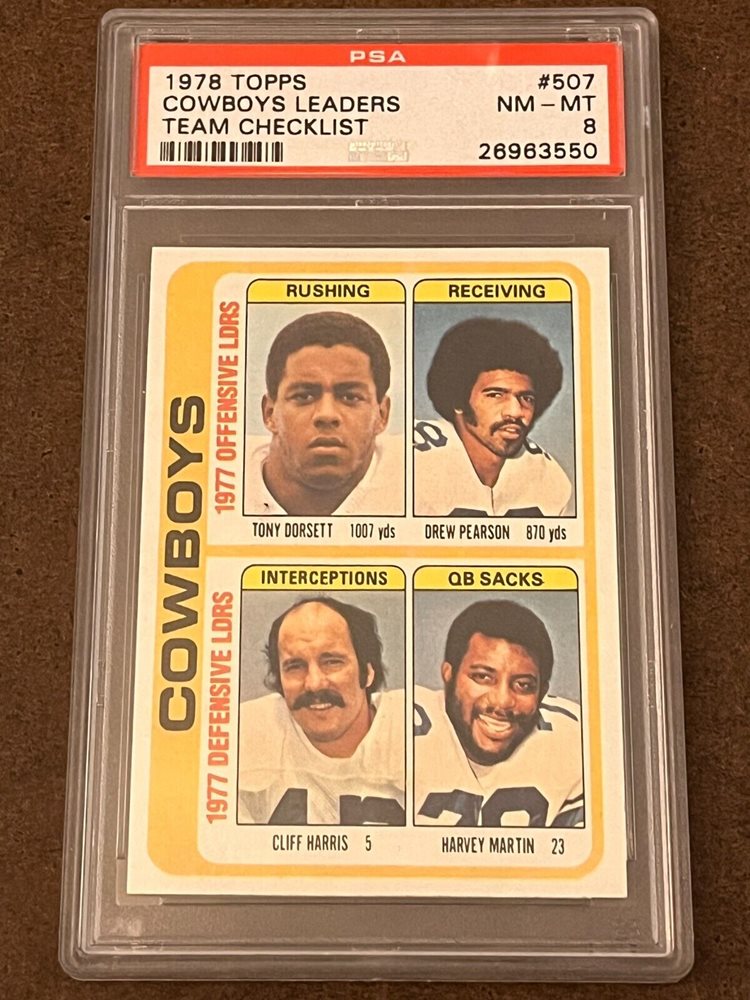 PSA
1978 TOPPS #507
COWBOYS LEADERS NM-MT
TEAM CHECKLIST 8
26963550
COWBOYS
1977 OFFENSIVE LDRS
RUSHING
RECEIVING
TONY DORSETT 1007 yds
DREW PEARSON 870 yds
1977 DEFENSIVE LDRS
INTERCEPTIONS
QB SACKS
CLIFF HARRIS 5
HARVEY MARTIN 23